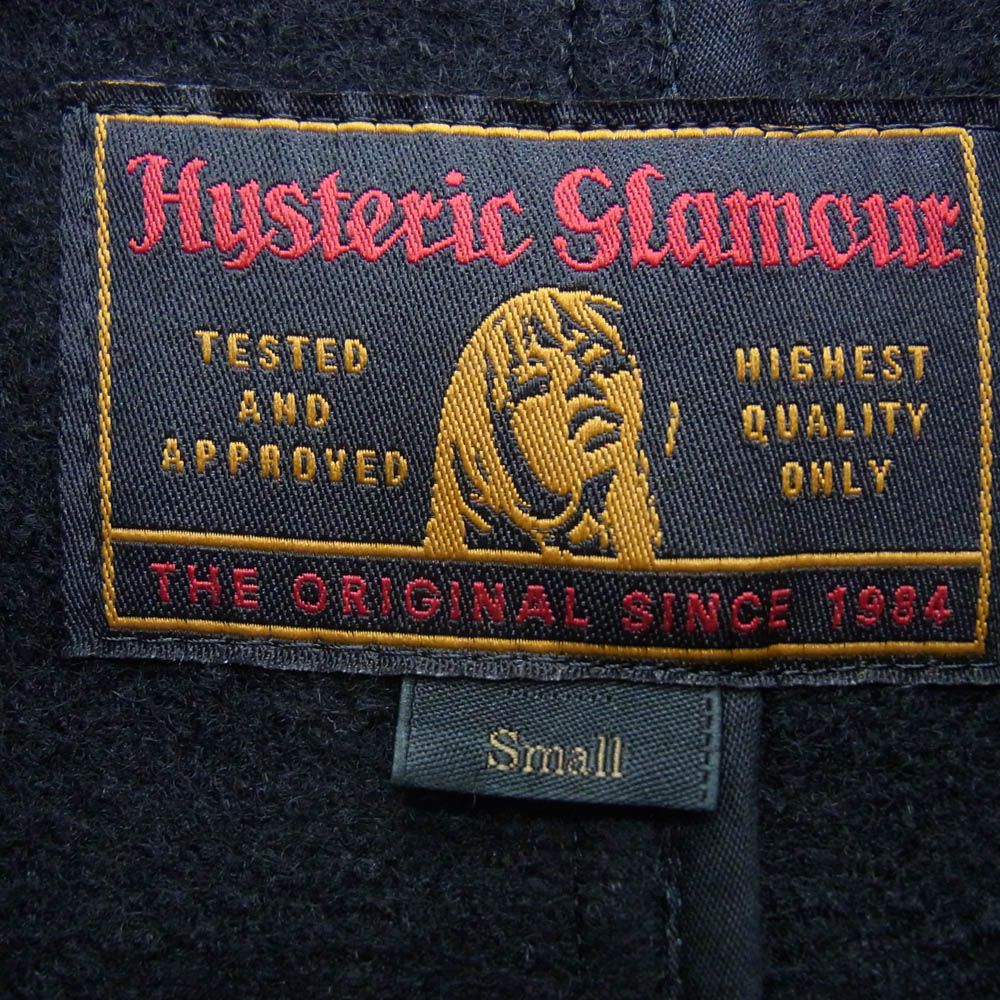 Hysteric Glamour
TESTED
AND
APPROVED
HIGHEST
QUALITY
ONLY
THE ORIGINAL SINCE 1984
Small